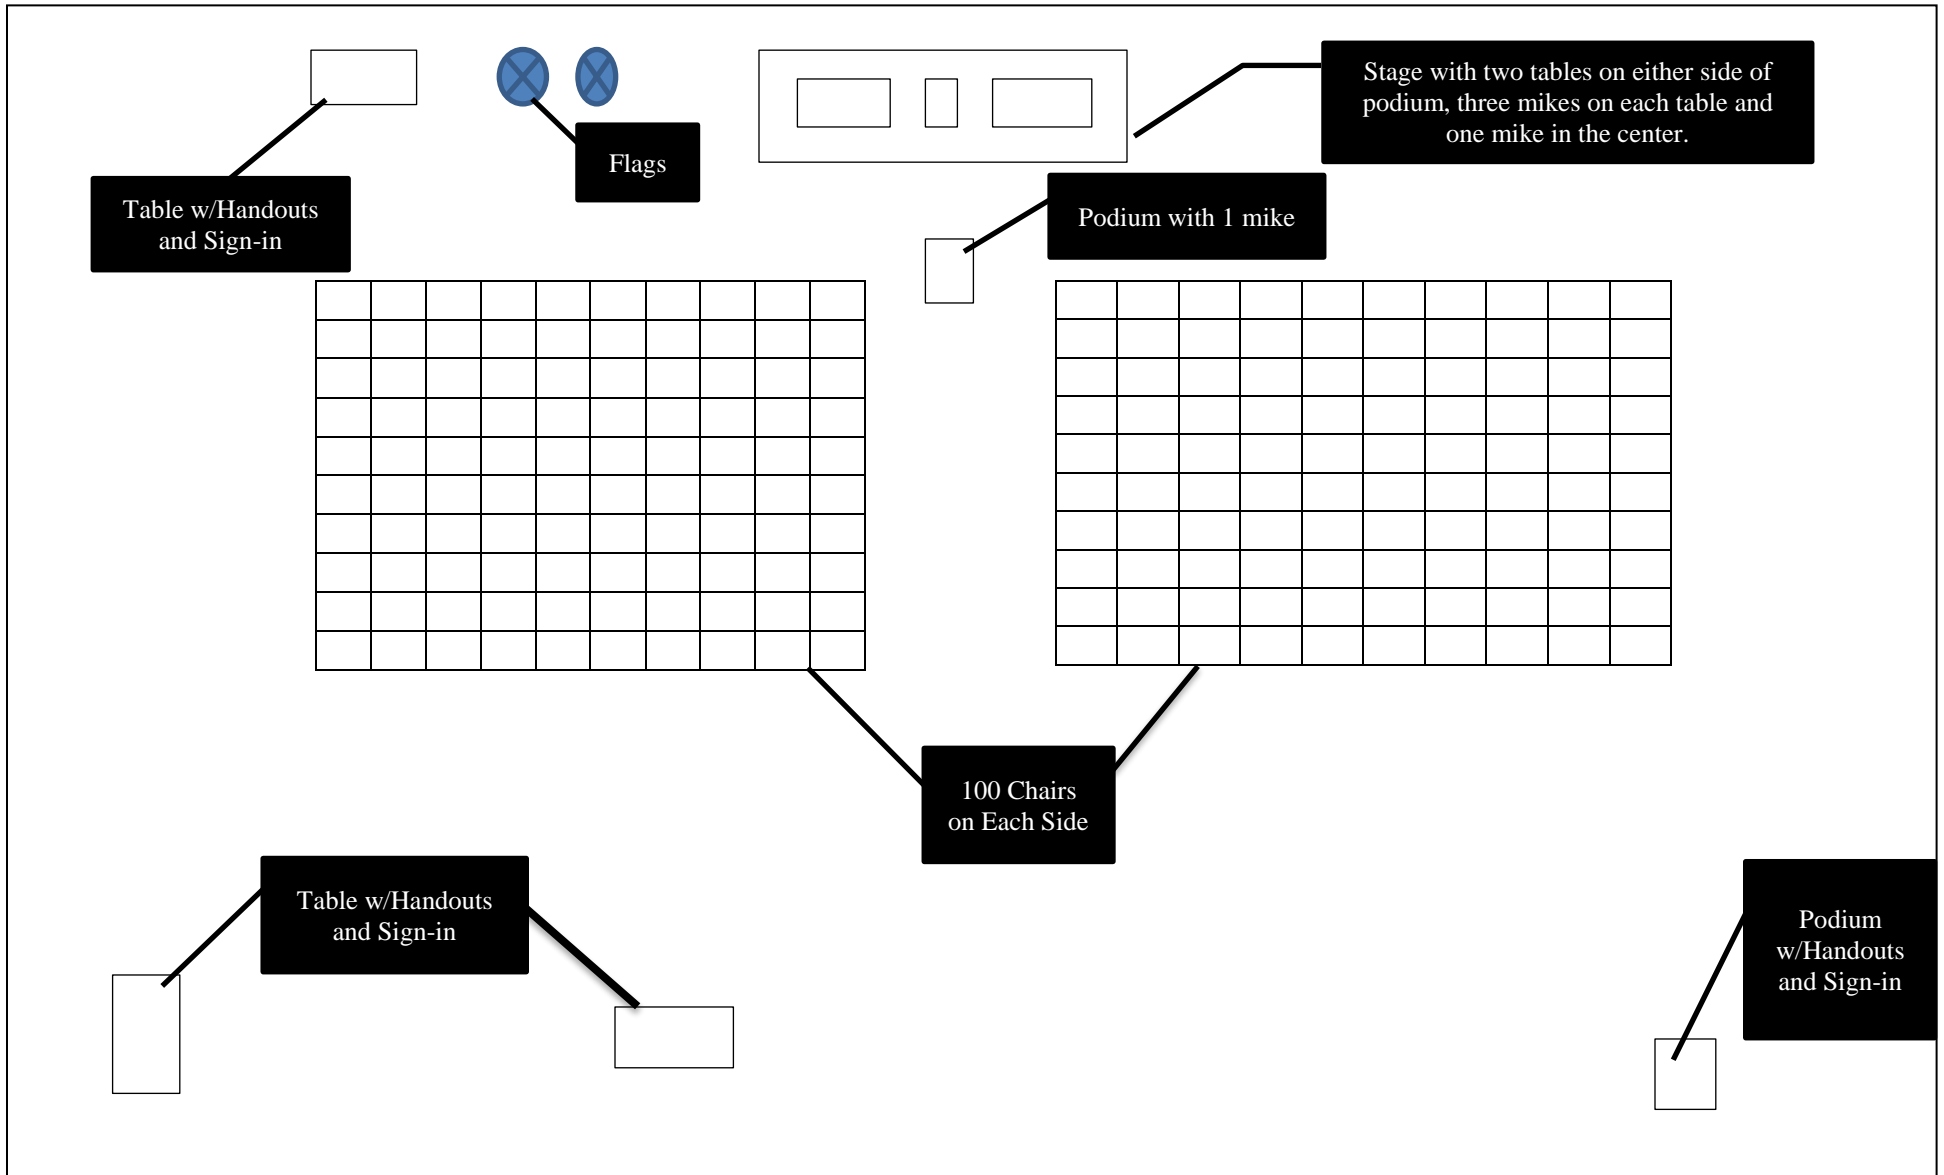 Stage with two tables on either side of
podium, three mikes on each table and
one mike in the center.
Flags
Table w/Handouts
and Sign-in
Podium with 1 mike
100 Chairs
on Each Side
Table w/Handouts
and Sign-in
Podium
w/Handouts
and Sign-in